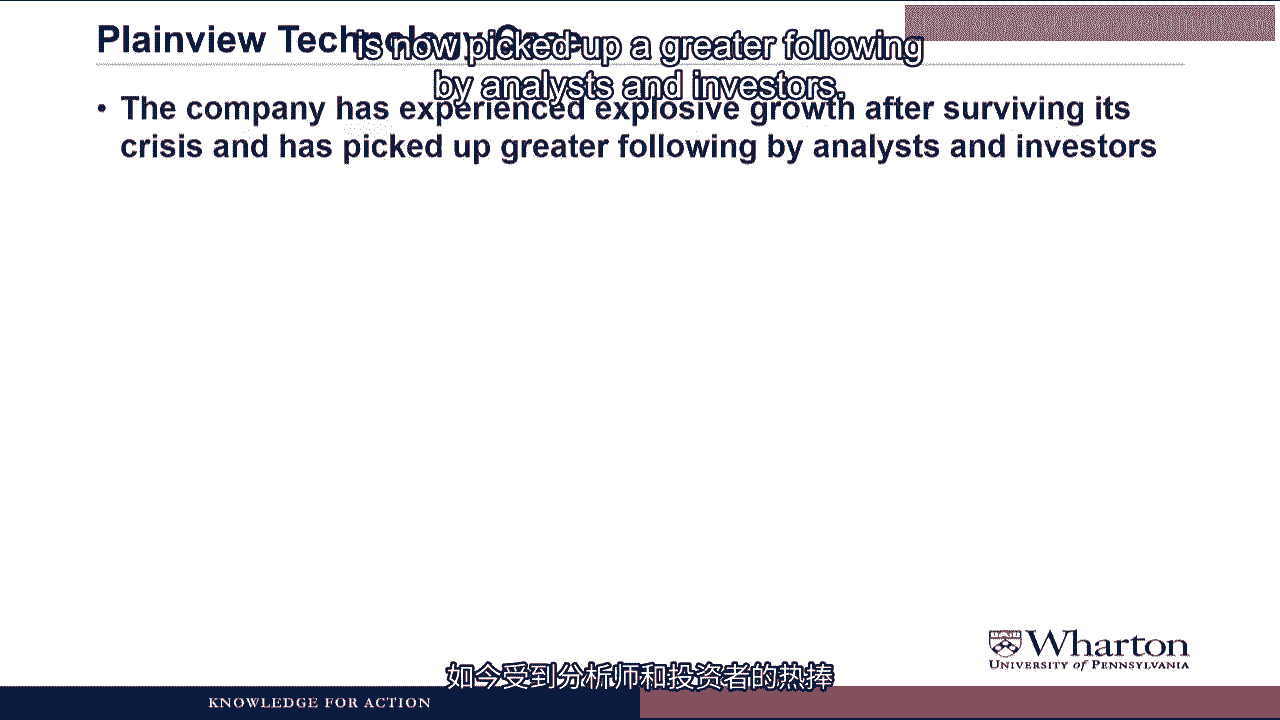 Plainview Technology Case
is now picked up a greater following
by analysts and investors.
• The company has experienced explosive growth after surviving its
crisis and has picked up greater following by analysts and investors
Wharton
UNIVERSITY of PENNSYLVANIA
如今受到分析师和投资者的热捧
KNOWLEDGE FOR ACTION